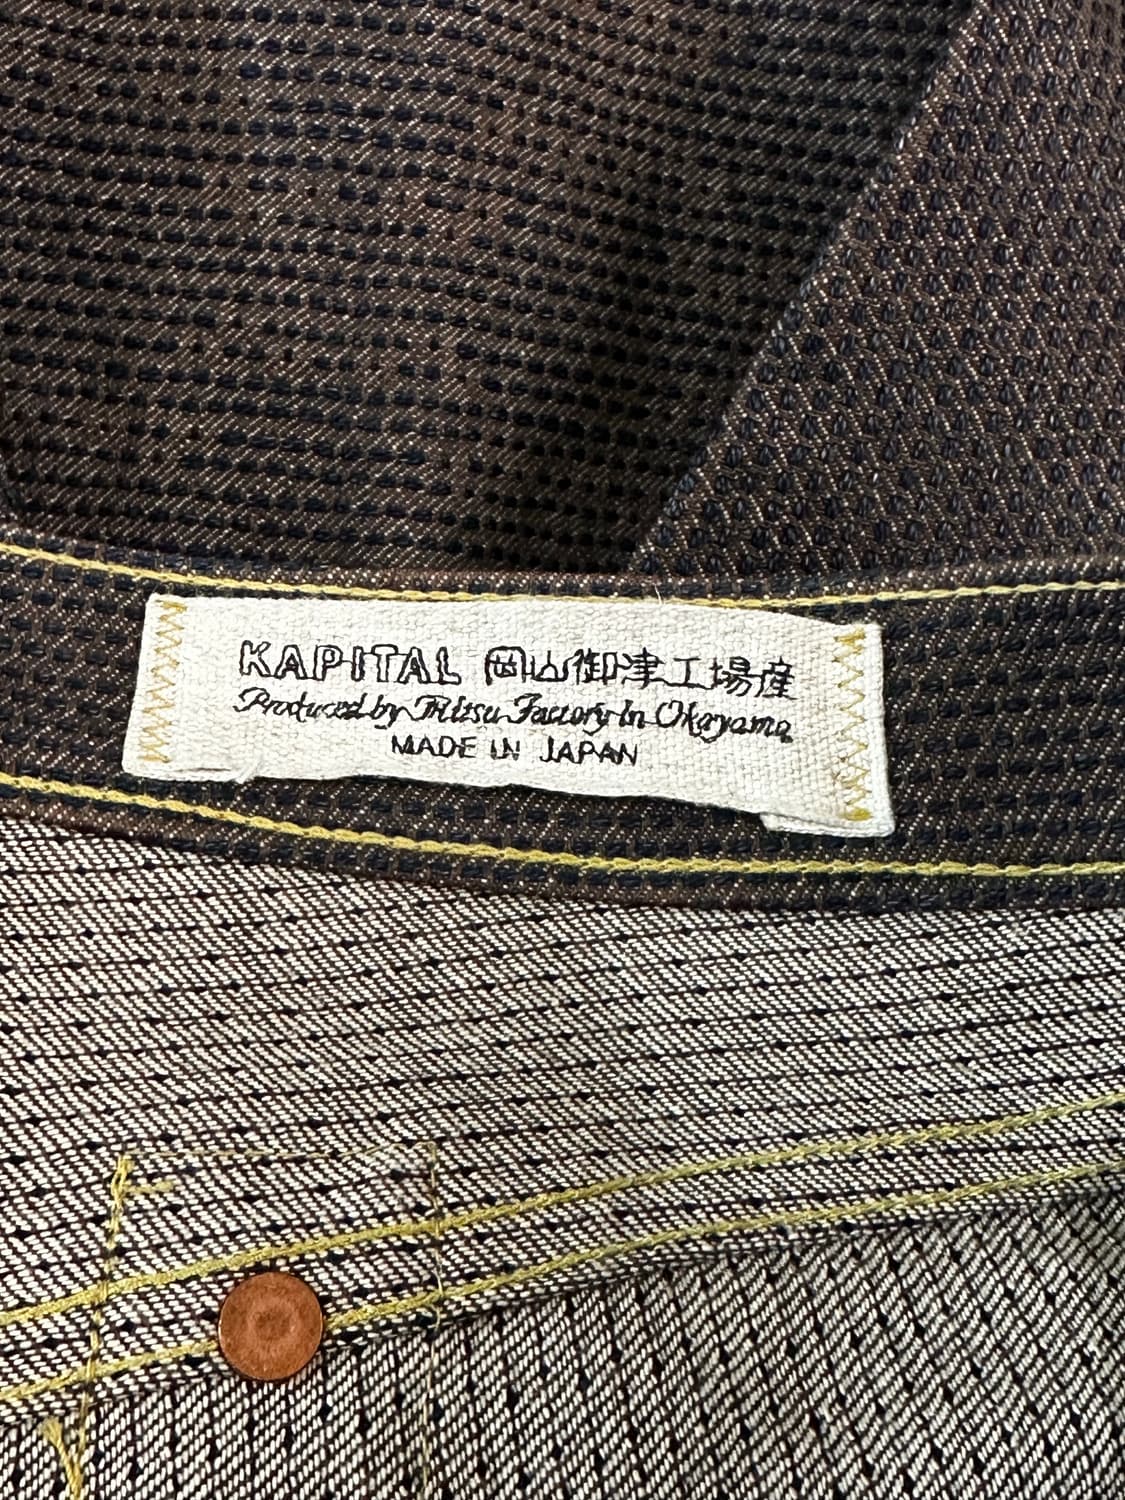 KAPITAL 岡山御津工場産
Produced by Mitsu Factory In Okayama
MADE IN JAPAN